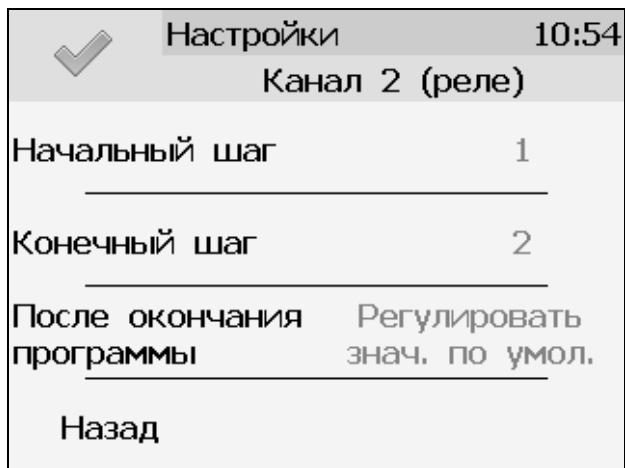 Настройки 10:54
Канал 2 (реле)
Начальный шаг 1
Конечный шаг 2
После окончания Регулировать
программы знач. по умол.
Назад